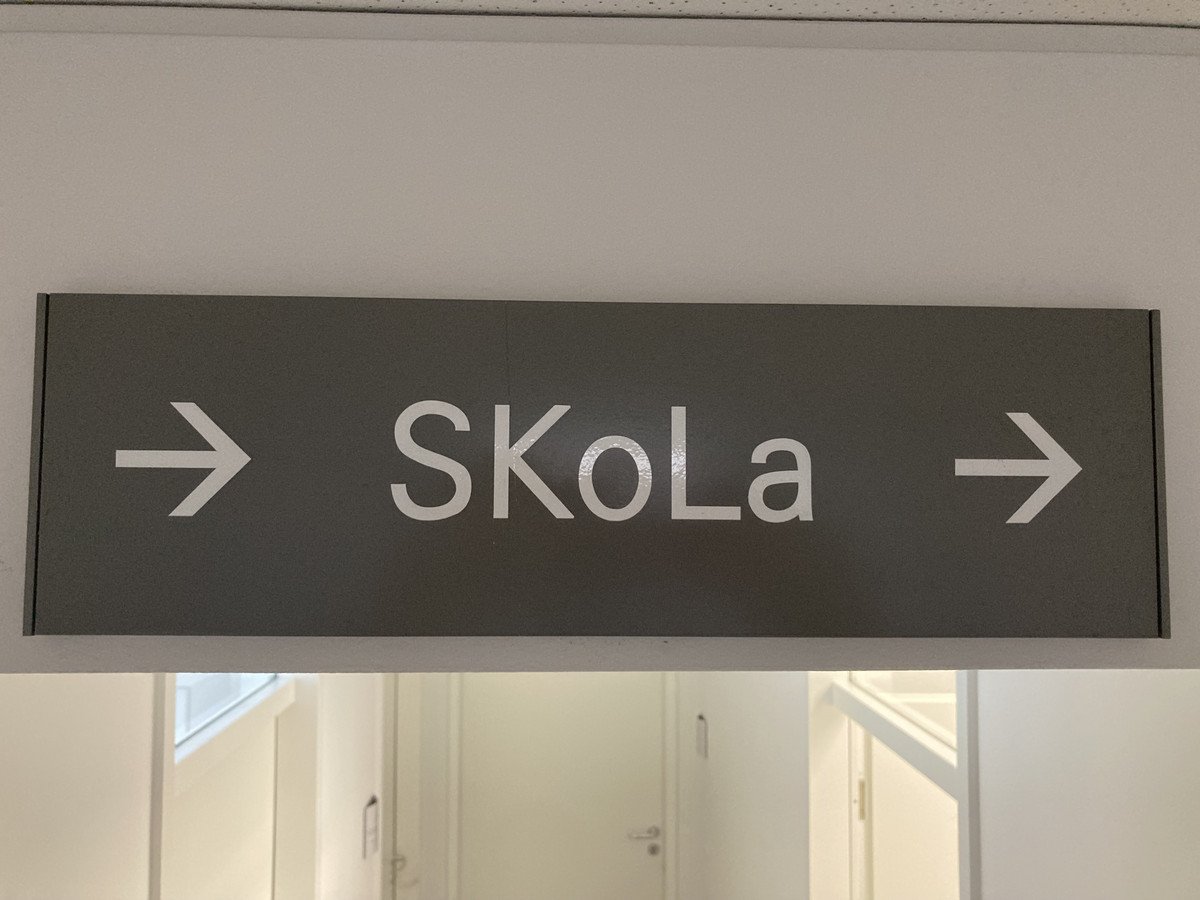 → SKoLa →